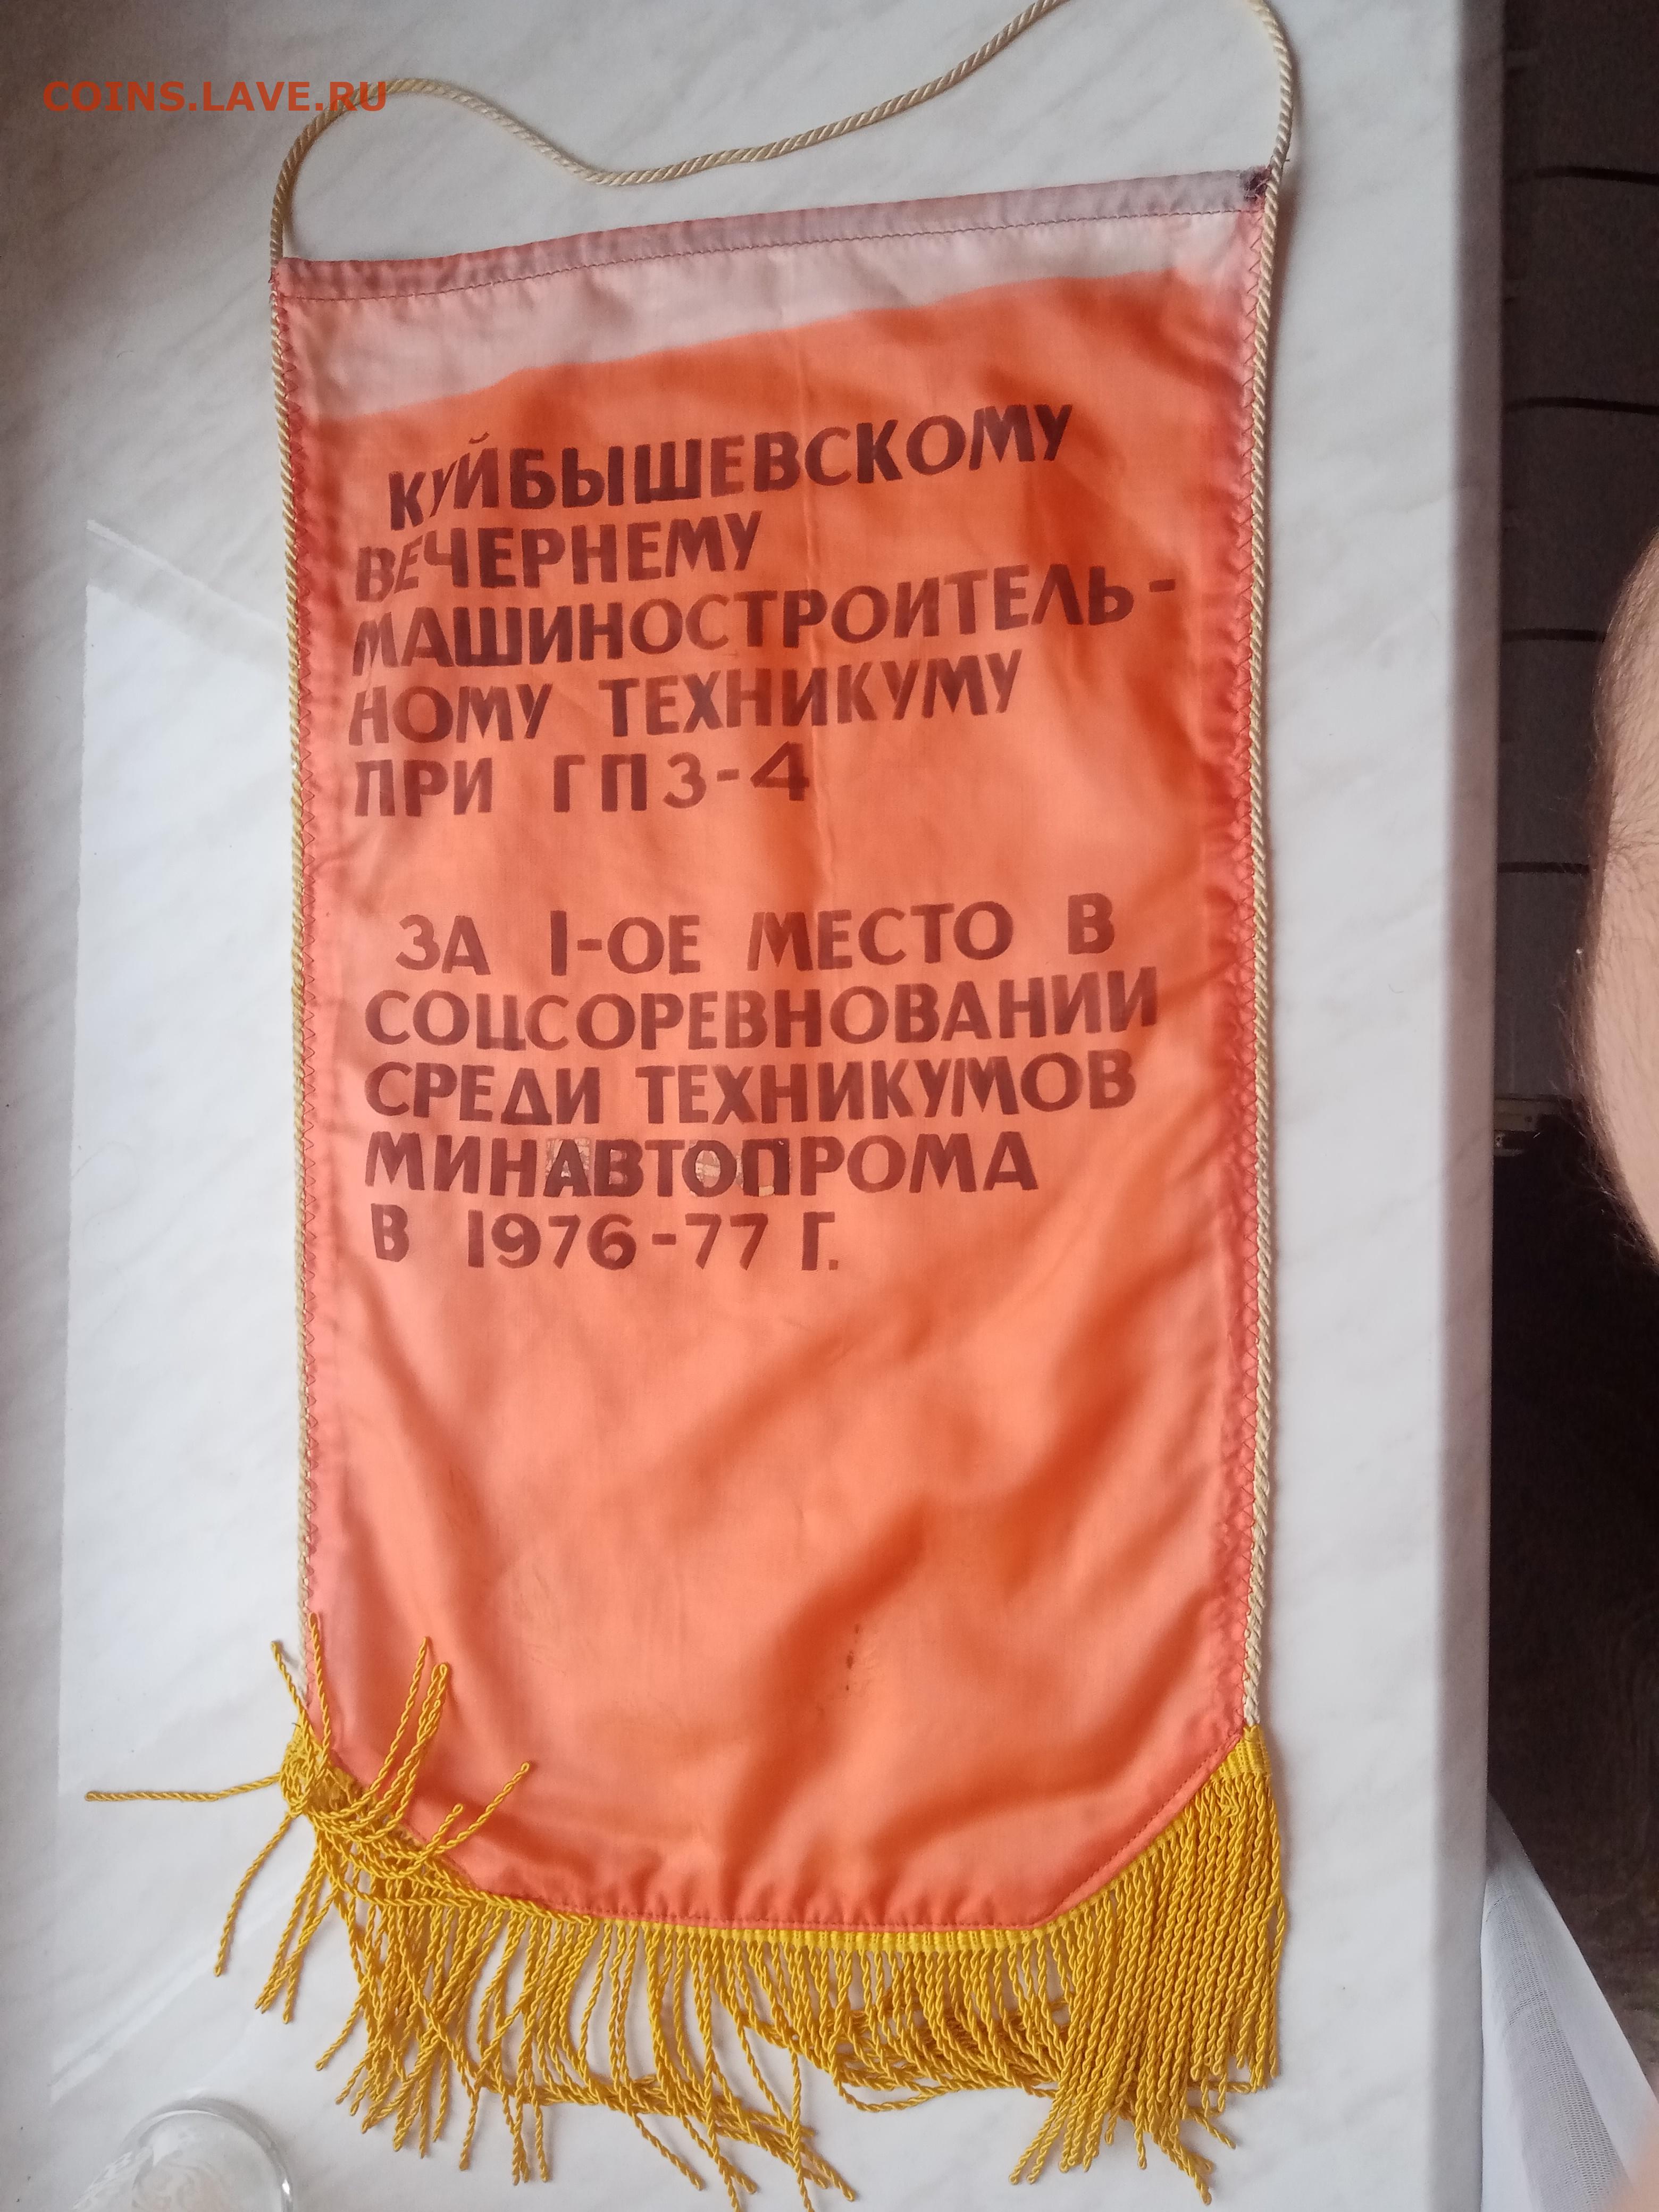 COINS.LAVE.RU
КУЙБЫШЕВСКОМУ
ВЕЧЕРНЕМУ
МАШИНОСТРОИТЕЛЬ-
НОМУ ТЕХНИКУМУ
ПРИ ГПЗ-4
ЗА I-ОЕ МЕСТО В
СОЦСОРЕВНОВАНИИ
СРЕДИ ТЕХНИКУМОВ
МИНАВТОПРОМА
В 1976-77 Г.